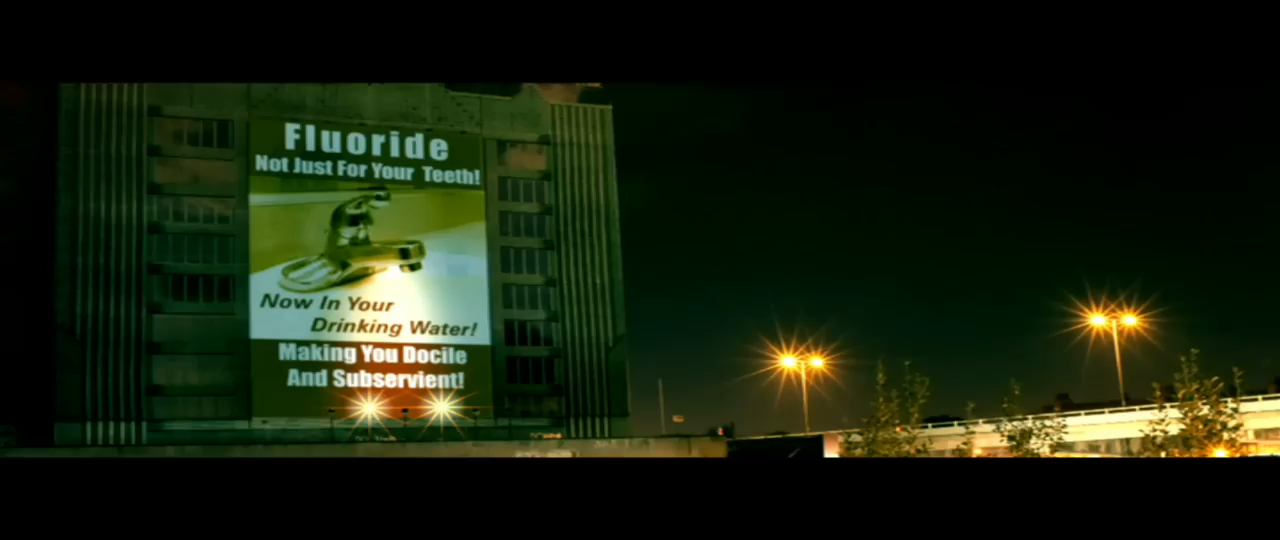 Fluoride
Not Just For Your Teeth!
Now In Your
Drinking Water!
Making You Docile
And Subservient!